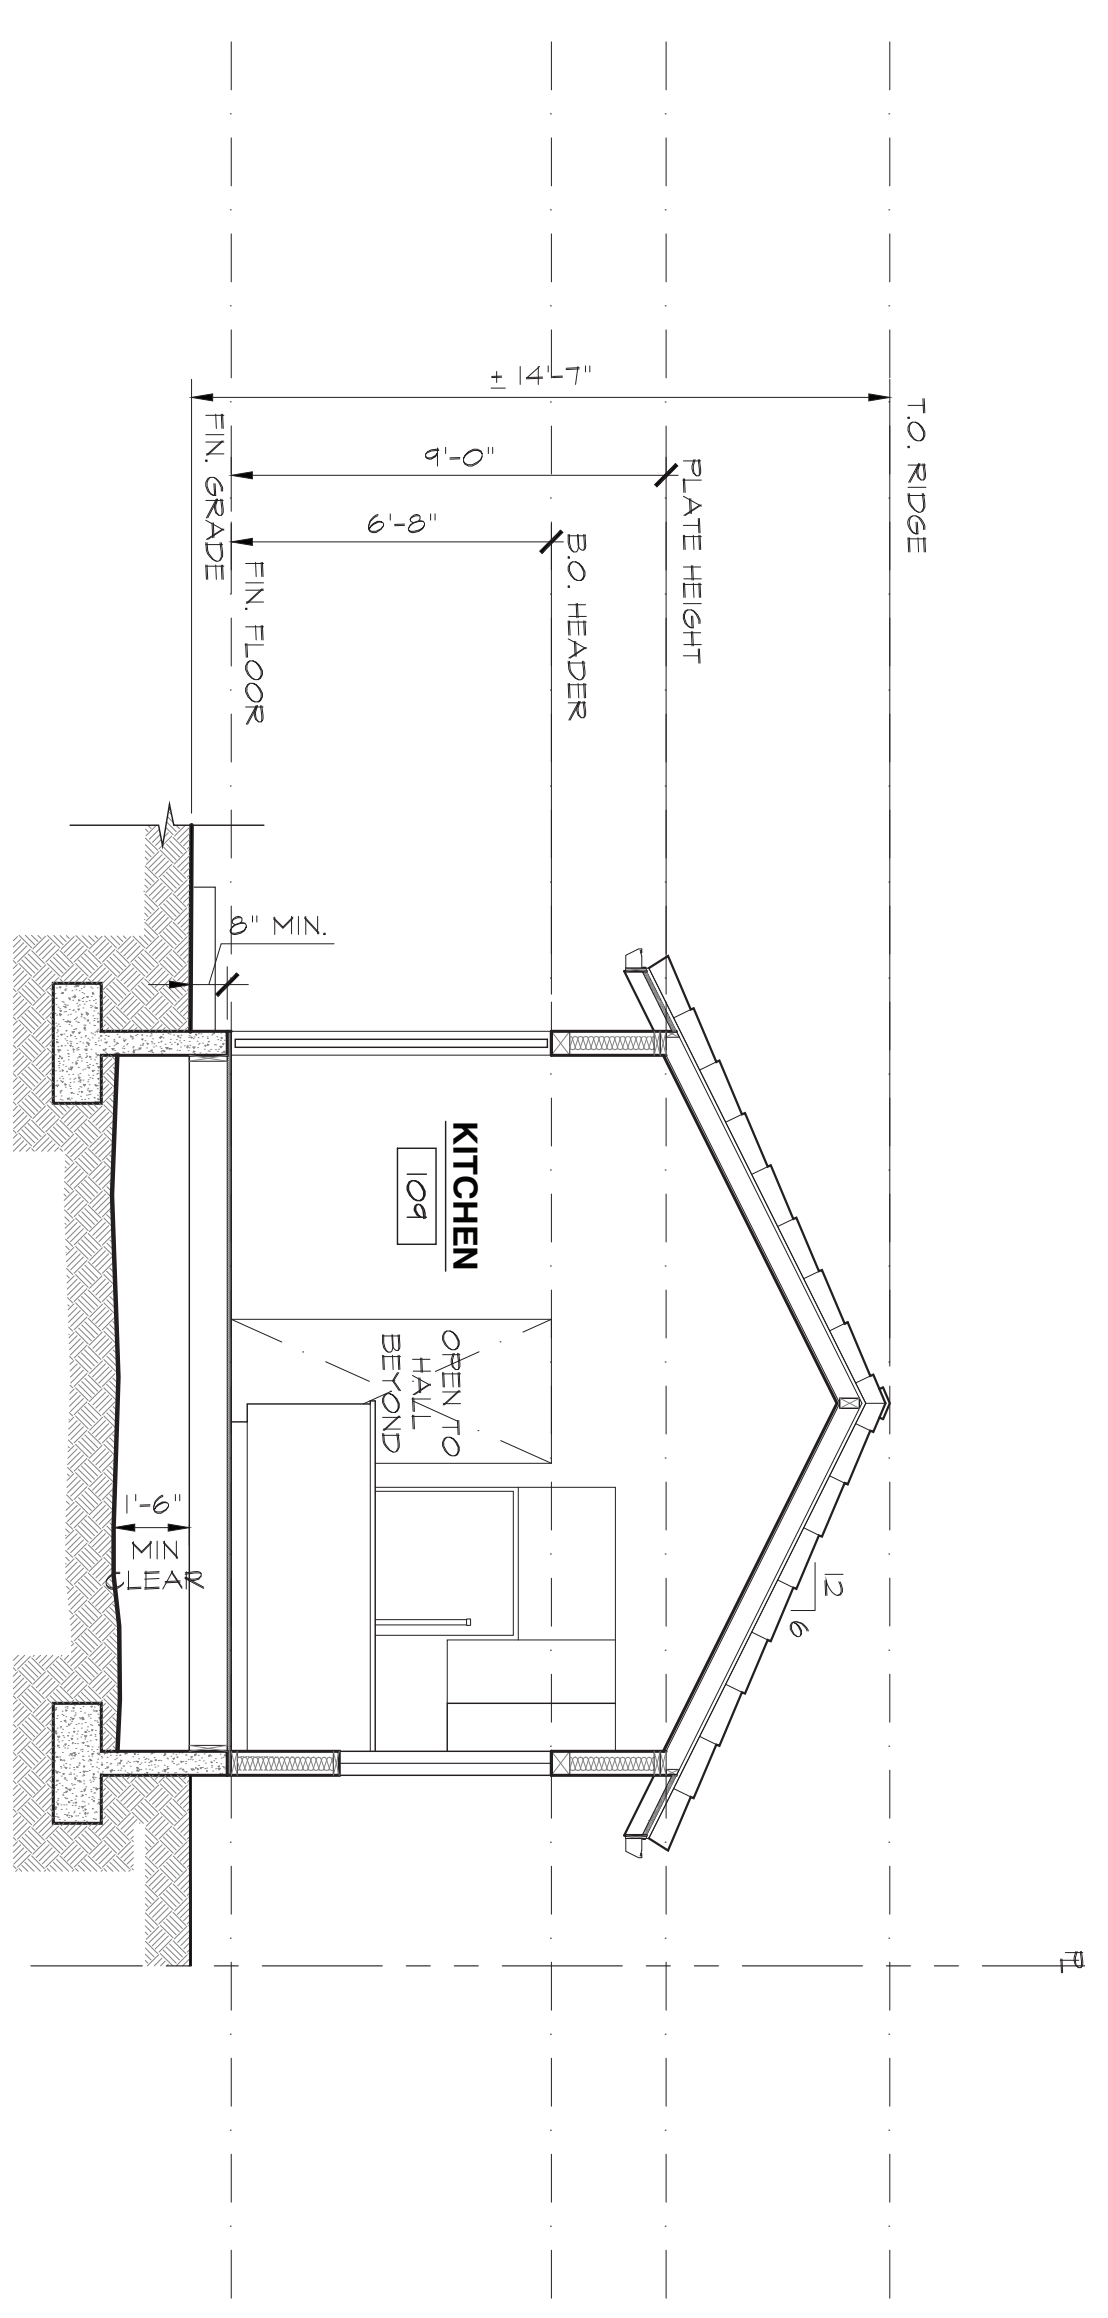 T.O. RIDGE
PLATE HEIGHT
B.O. HEADER
FIN. FLOOR
FIN. GRADE
± 14'-7"
9'-0"
6'-8"
8" MIN.
KITCHEN
109
OPEN TO
HALL
BEYOND
12
6
1'-6"
MIN
CLEAR
PL